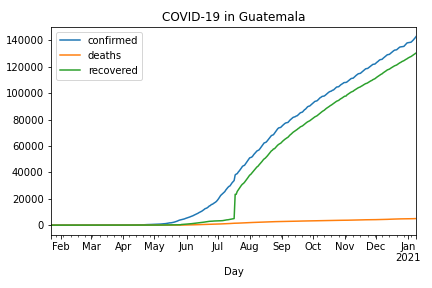 COVID-19 in Guatemala
confirmed
deaths
recovered
140000
120000
100000
80000
60000
40000
20000
0
Feb Mar Apr May Jun Jul Aug Sep Oct Nov Dec Jan
2021
Day